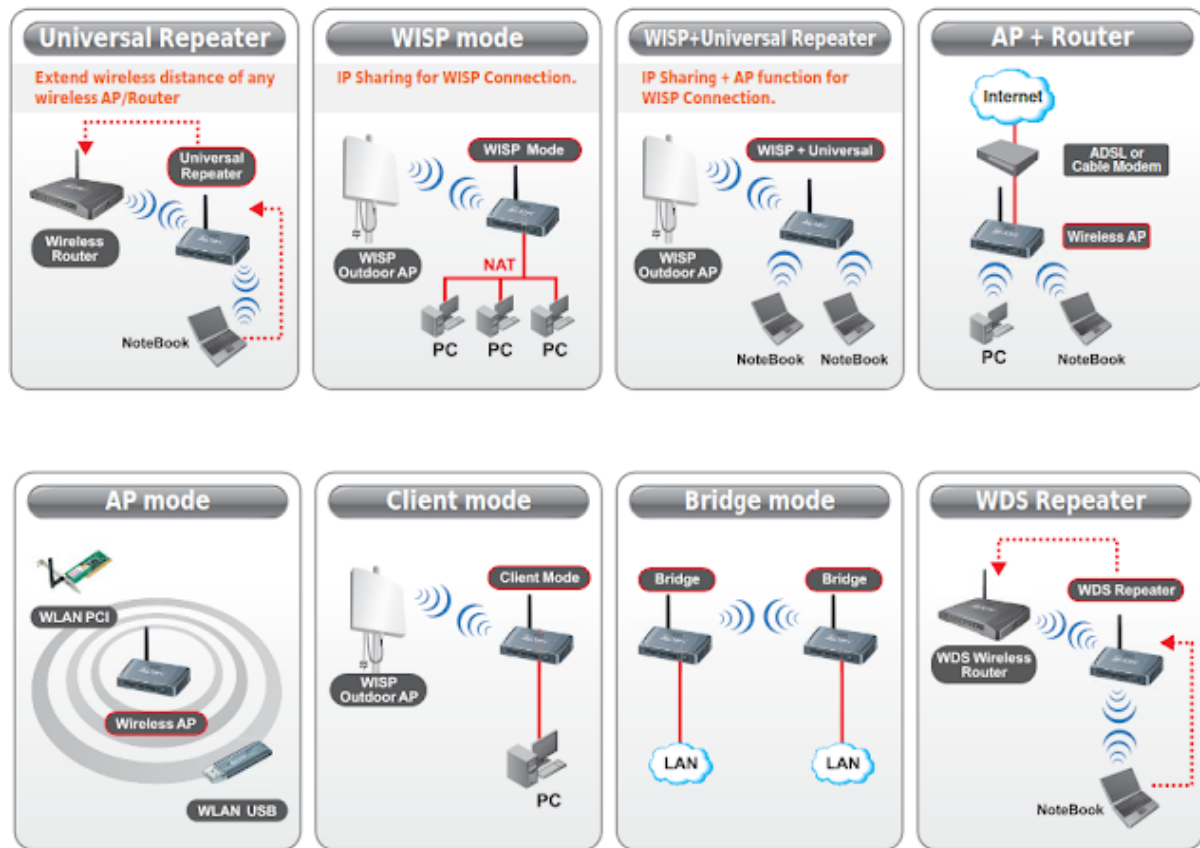 Universal Repeater
Extend wireless distance of any
wireless AP/Router
Universal
Repeater
Wireless
Router
NoteBook
WISP mode
IP Sharing for WISP Connection.
WISP Mode
WISP
Outdoor AP
NAT
PC PC PC
WISP+Universal Repeater
IP Sharing + AP function for
WISP Connection.
WISP + Universal
WISP
Outdoor AP
NoteBook NoteBook
AP + Router
Internet
ADSL or
Cable Modem
Wireless AP
PC NoteBook
AP mode
WLAN PCI
Wireless AP
WLAN USB
Client mode
Client Mode
WISP
Outdoor AP
PC
Bridge mode
Bridge Bridge
LAN LAN
WDS Repeater
WDS Repeater
WDS Wireless
Router
NoteBook